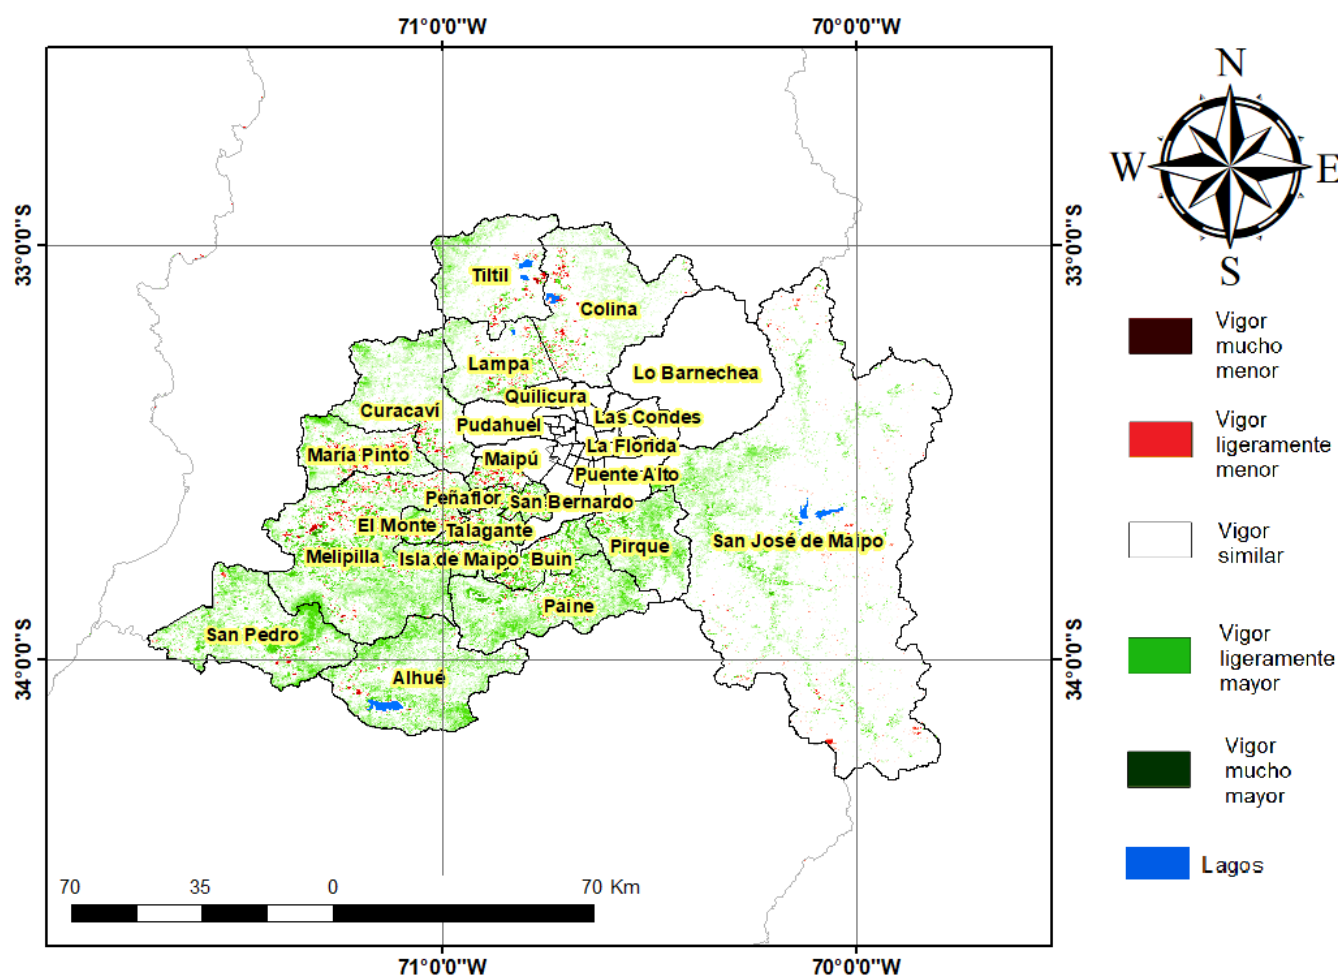 71°0'0"W
70°0'0"W
N
W
E
S
33°0'0"S
33°0'0"S
Tiltil
Colina
Lampa
Lo Barnechea
Quilicura
Curacaví
Las Condes
Pudahuel
La Florida
María Pinto
Maipú
Puente Alto
Peñaflor
San Bernardo
El Monte
Talagante
San José de Maipo
Pirque
Melipilla
Isla de Maipo
Buin
Paine
San Pedro
Alhué
34°0'0"S
34°0'0"S
Vigor
mucho
menor
Vigor
ligeramente
menor
Vigor
similar
Vigor
ligeramente
mayor
Vigor
mucho
mayor
Lagos
70 35 0 70 Km
71°0'0"W
70°0'0"W